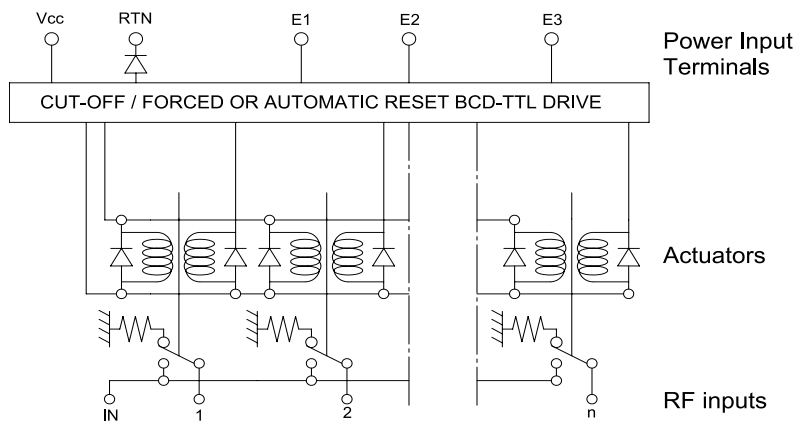 Vcc RTN E1 E2 E3
Power Input
Terminals
CUT-OFF / FORCED OR AUTOMATIC RESET BCD-TTL DRIVE
Actuators
IN 1 2 n
RF inputs